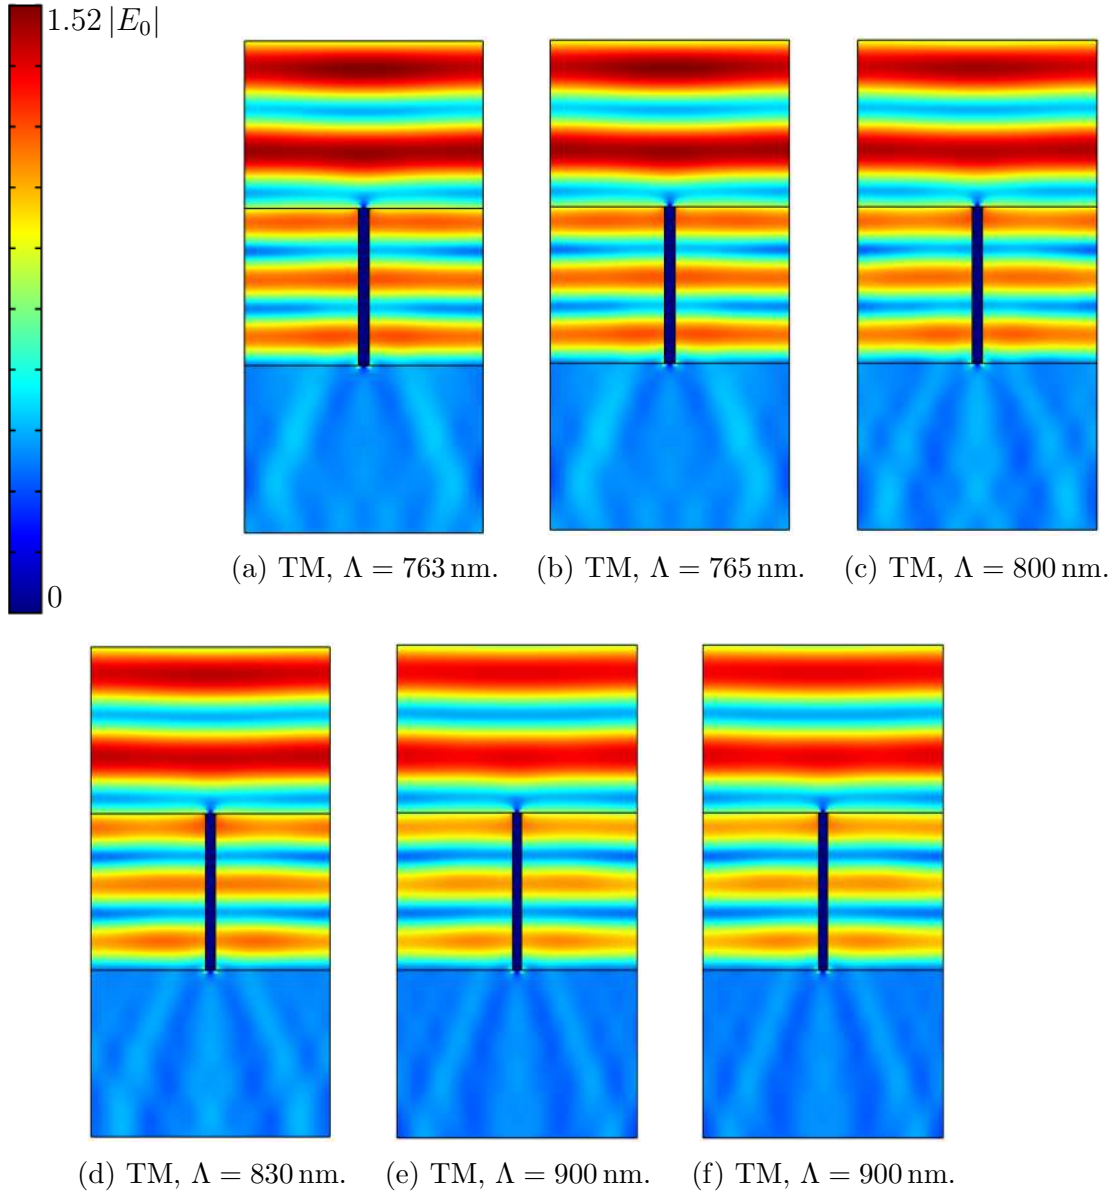 1.52 |E₀|
0
(a) TM, Λ = 763 nm.
(b) TM, Λ = 765 nm.
(c) TM, Λ = 800 nm.
(d) TM, Λ = 830 nm.
(e) TM, Λ = 900 nm.
(f) TM, Λ = 900 nm.